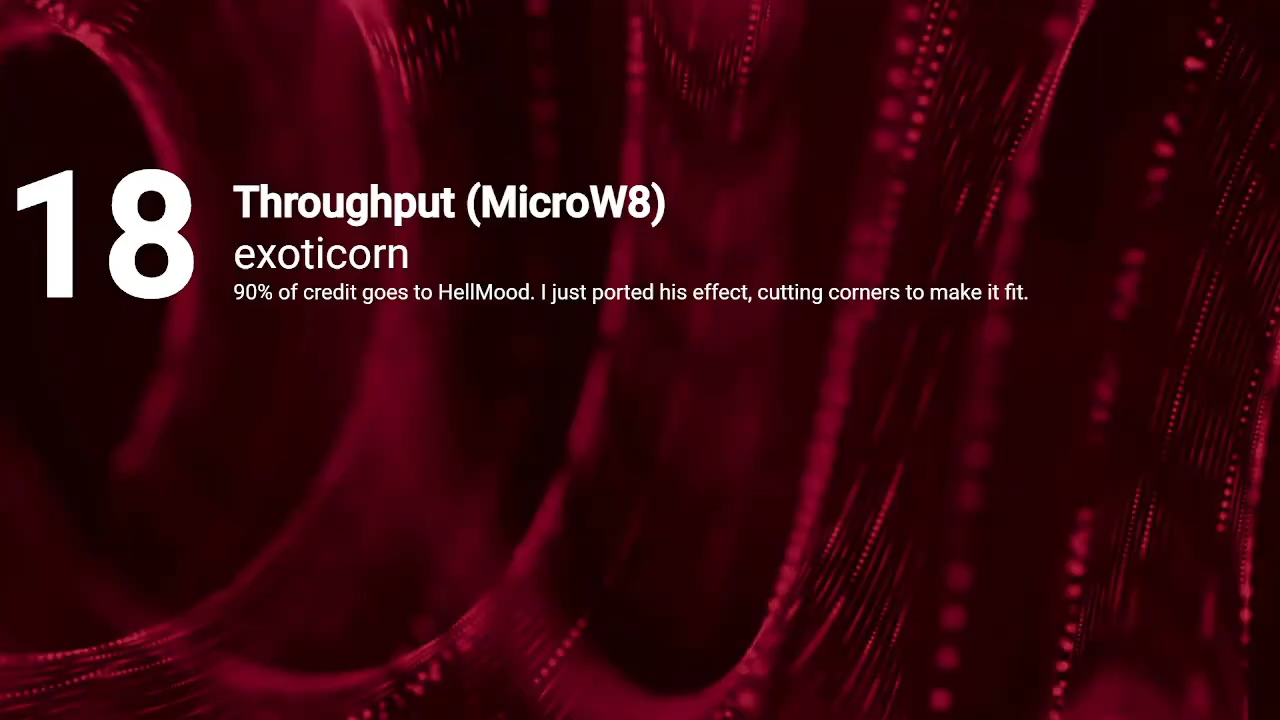 18
Throughput (MicroW8)
exoticorn
90% of credit goes to HellMood. I just ported his effect, cutting corners to make it fit.